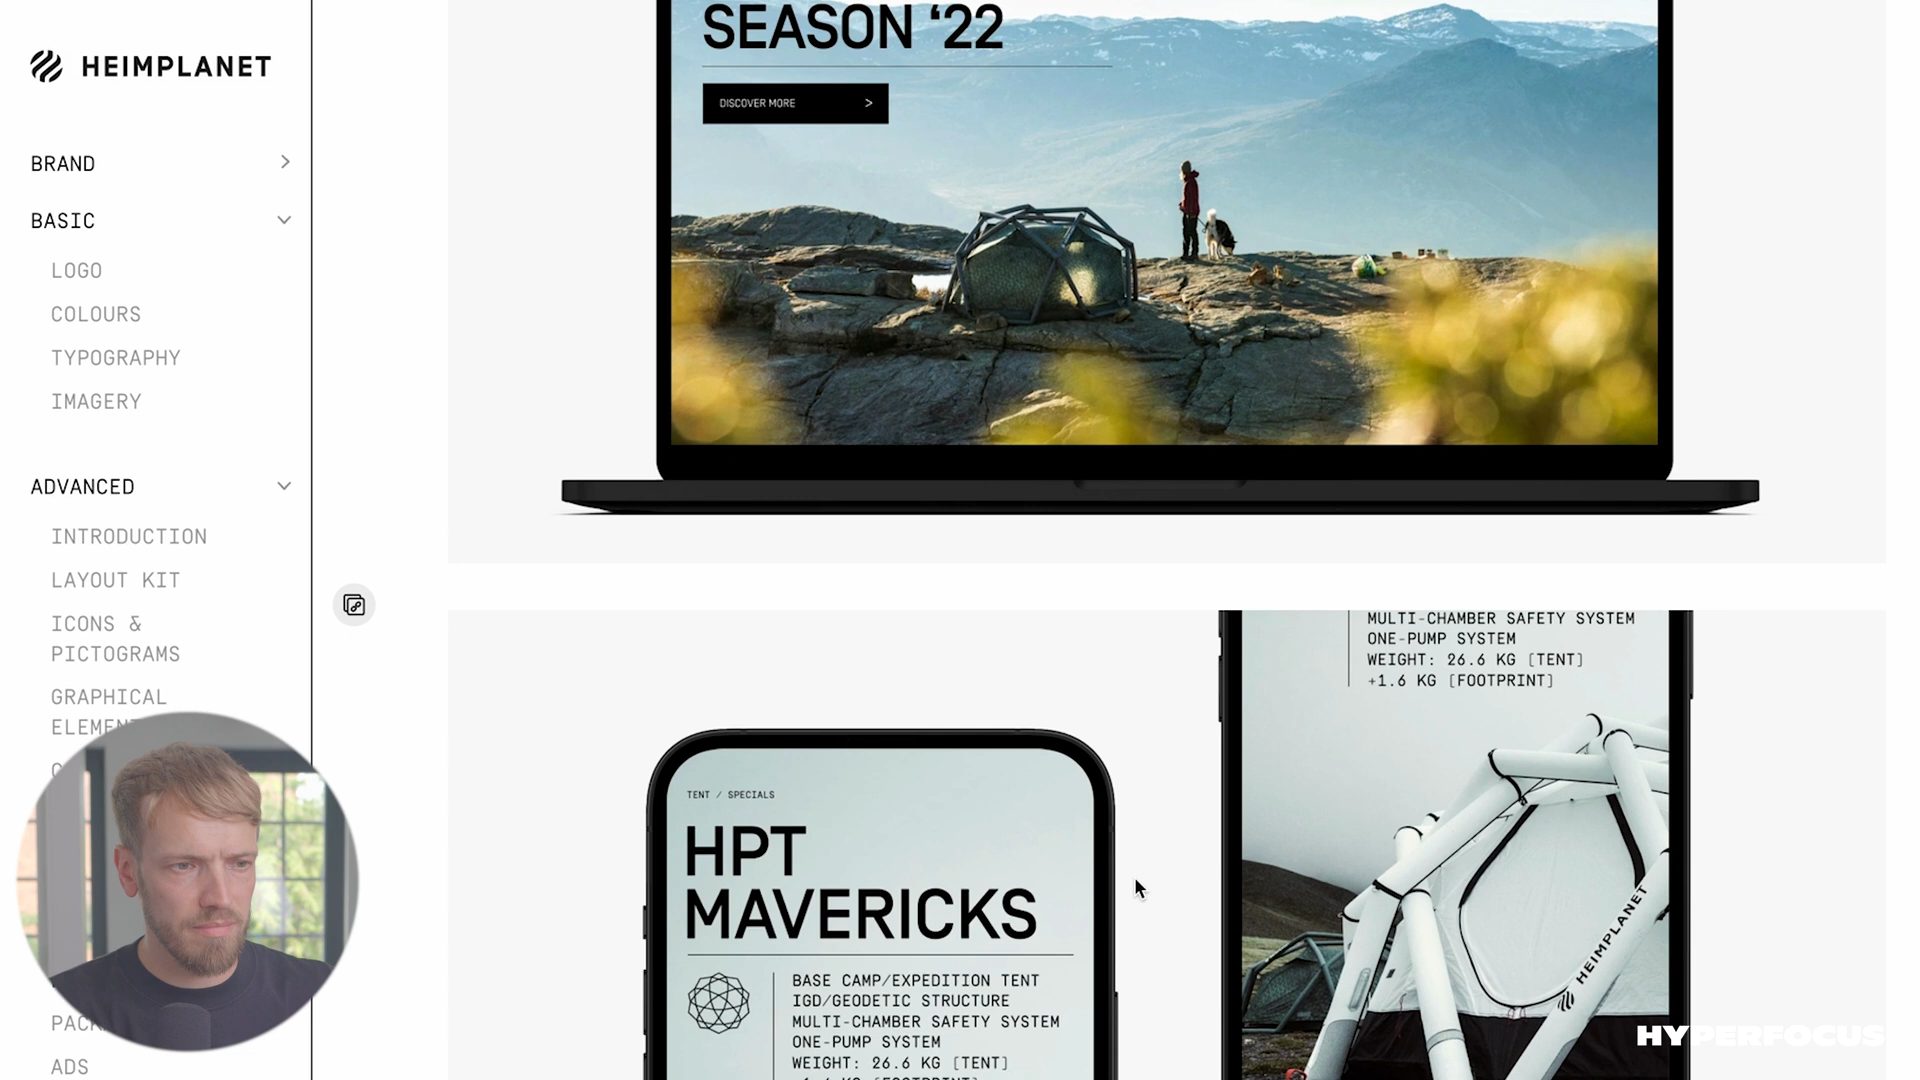 HEIMPLANET
BRAND
BASIC
LOGO
COLOURS
TYPOGRAPHY
IMAGERY
ADVANCED
INTRODUCTION
LAYOUT KIT
ICONS &
PICTOGRAMS
GRAPHICAL
ADS
SEASON ‘22
DISCOVER MORE >
MULTI-CHAMBER SAFETY SYSTEM
ONE-PUMP SYSTEM
WEIGHT: 26.6 KG [TENT]
+1.6 KG [FOOTPRINT]
TENT / SPECIALS
HPT
MAVERICKS
BASE CAMP/EXPEDITION TENT
IGD/GEODETIC STRUCTURE
MULTI-CHAMBER SAFETY SYSTEM
ONE-PUMP SYSTEM
WEIGHT: 26.6 KG [TENT]
HEIMPLANET
HYPERFOCUS